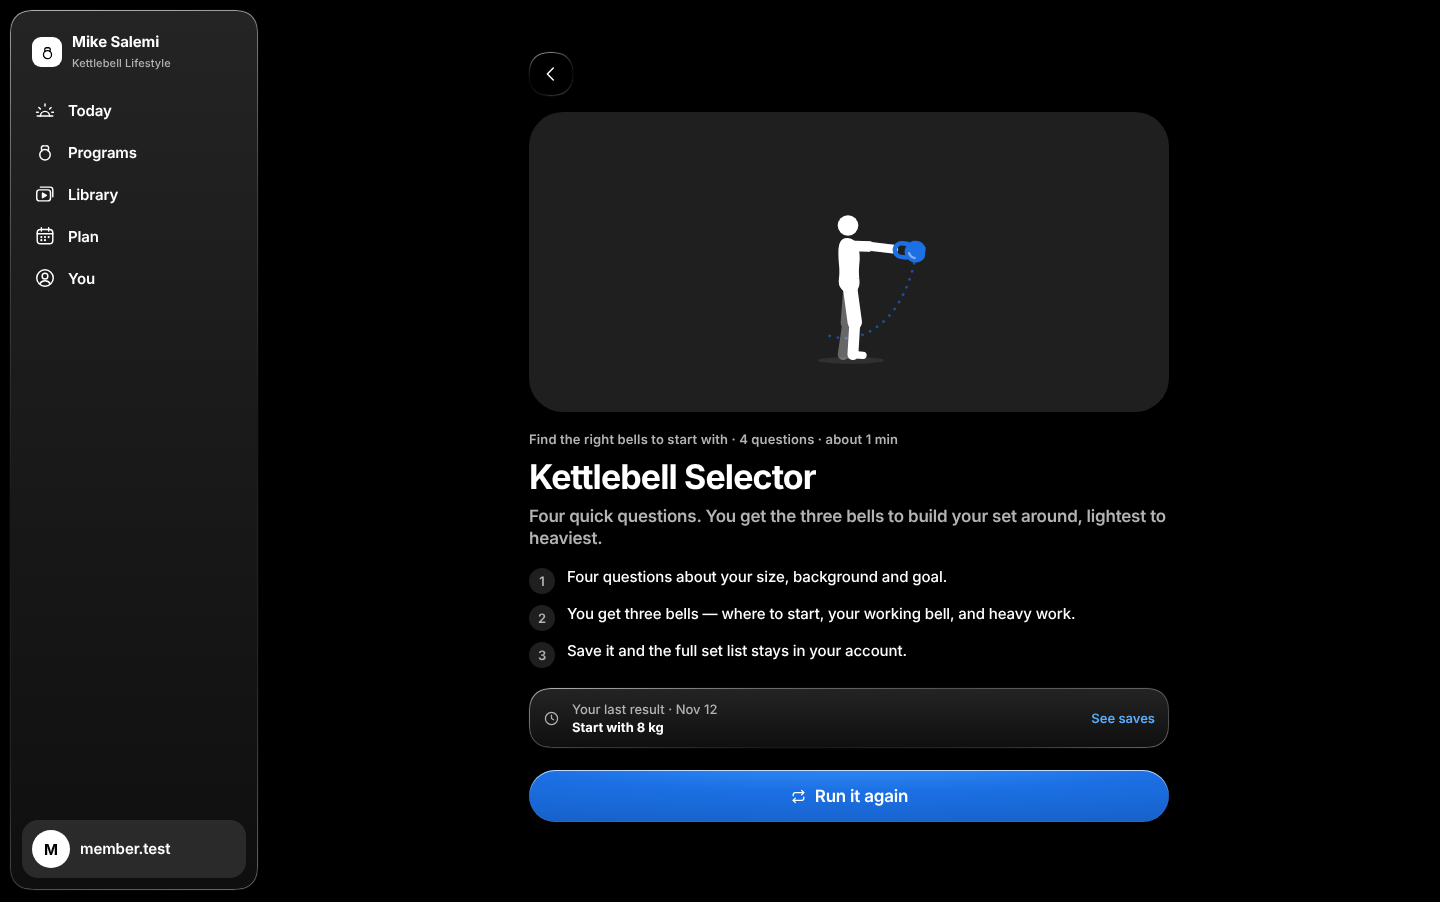 Mike Salemi
Kettlebell Lifestyle
Today
Programs
Library
Plan
You
M
member.test
Find the right bells to start with · 4 questions · about 1 min
Kettlebell Selector
Four quick questions. You get the three bells to build your set around, lightest to
heaviest.
1 Four questions about your size, background and goal.
2 You get three bells — where to start, your working bell, and heavy work.
3 Save it and the full set list stays in your account.
Your last result · Nov 12
Start with 8 kg
See saves
Run it again